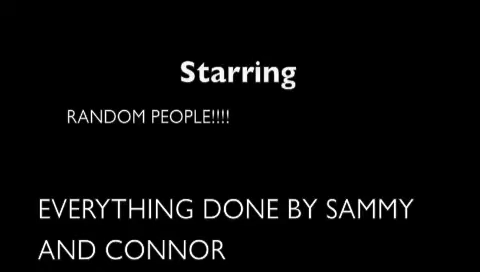 Starring
RANDOM PEOPLE!!!!
EVERYTHING DONE BY SAMMY
AND CONNOR